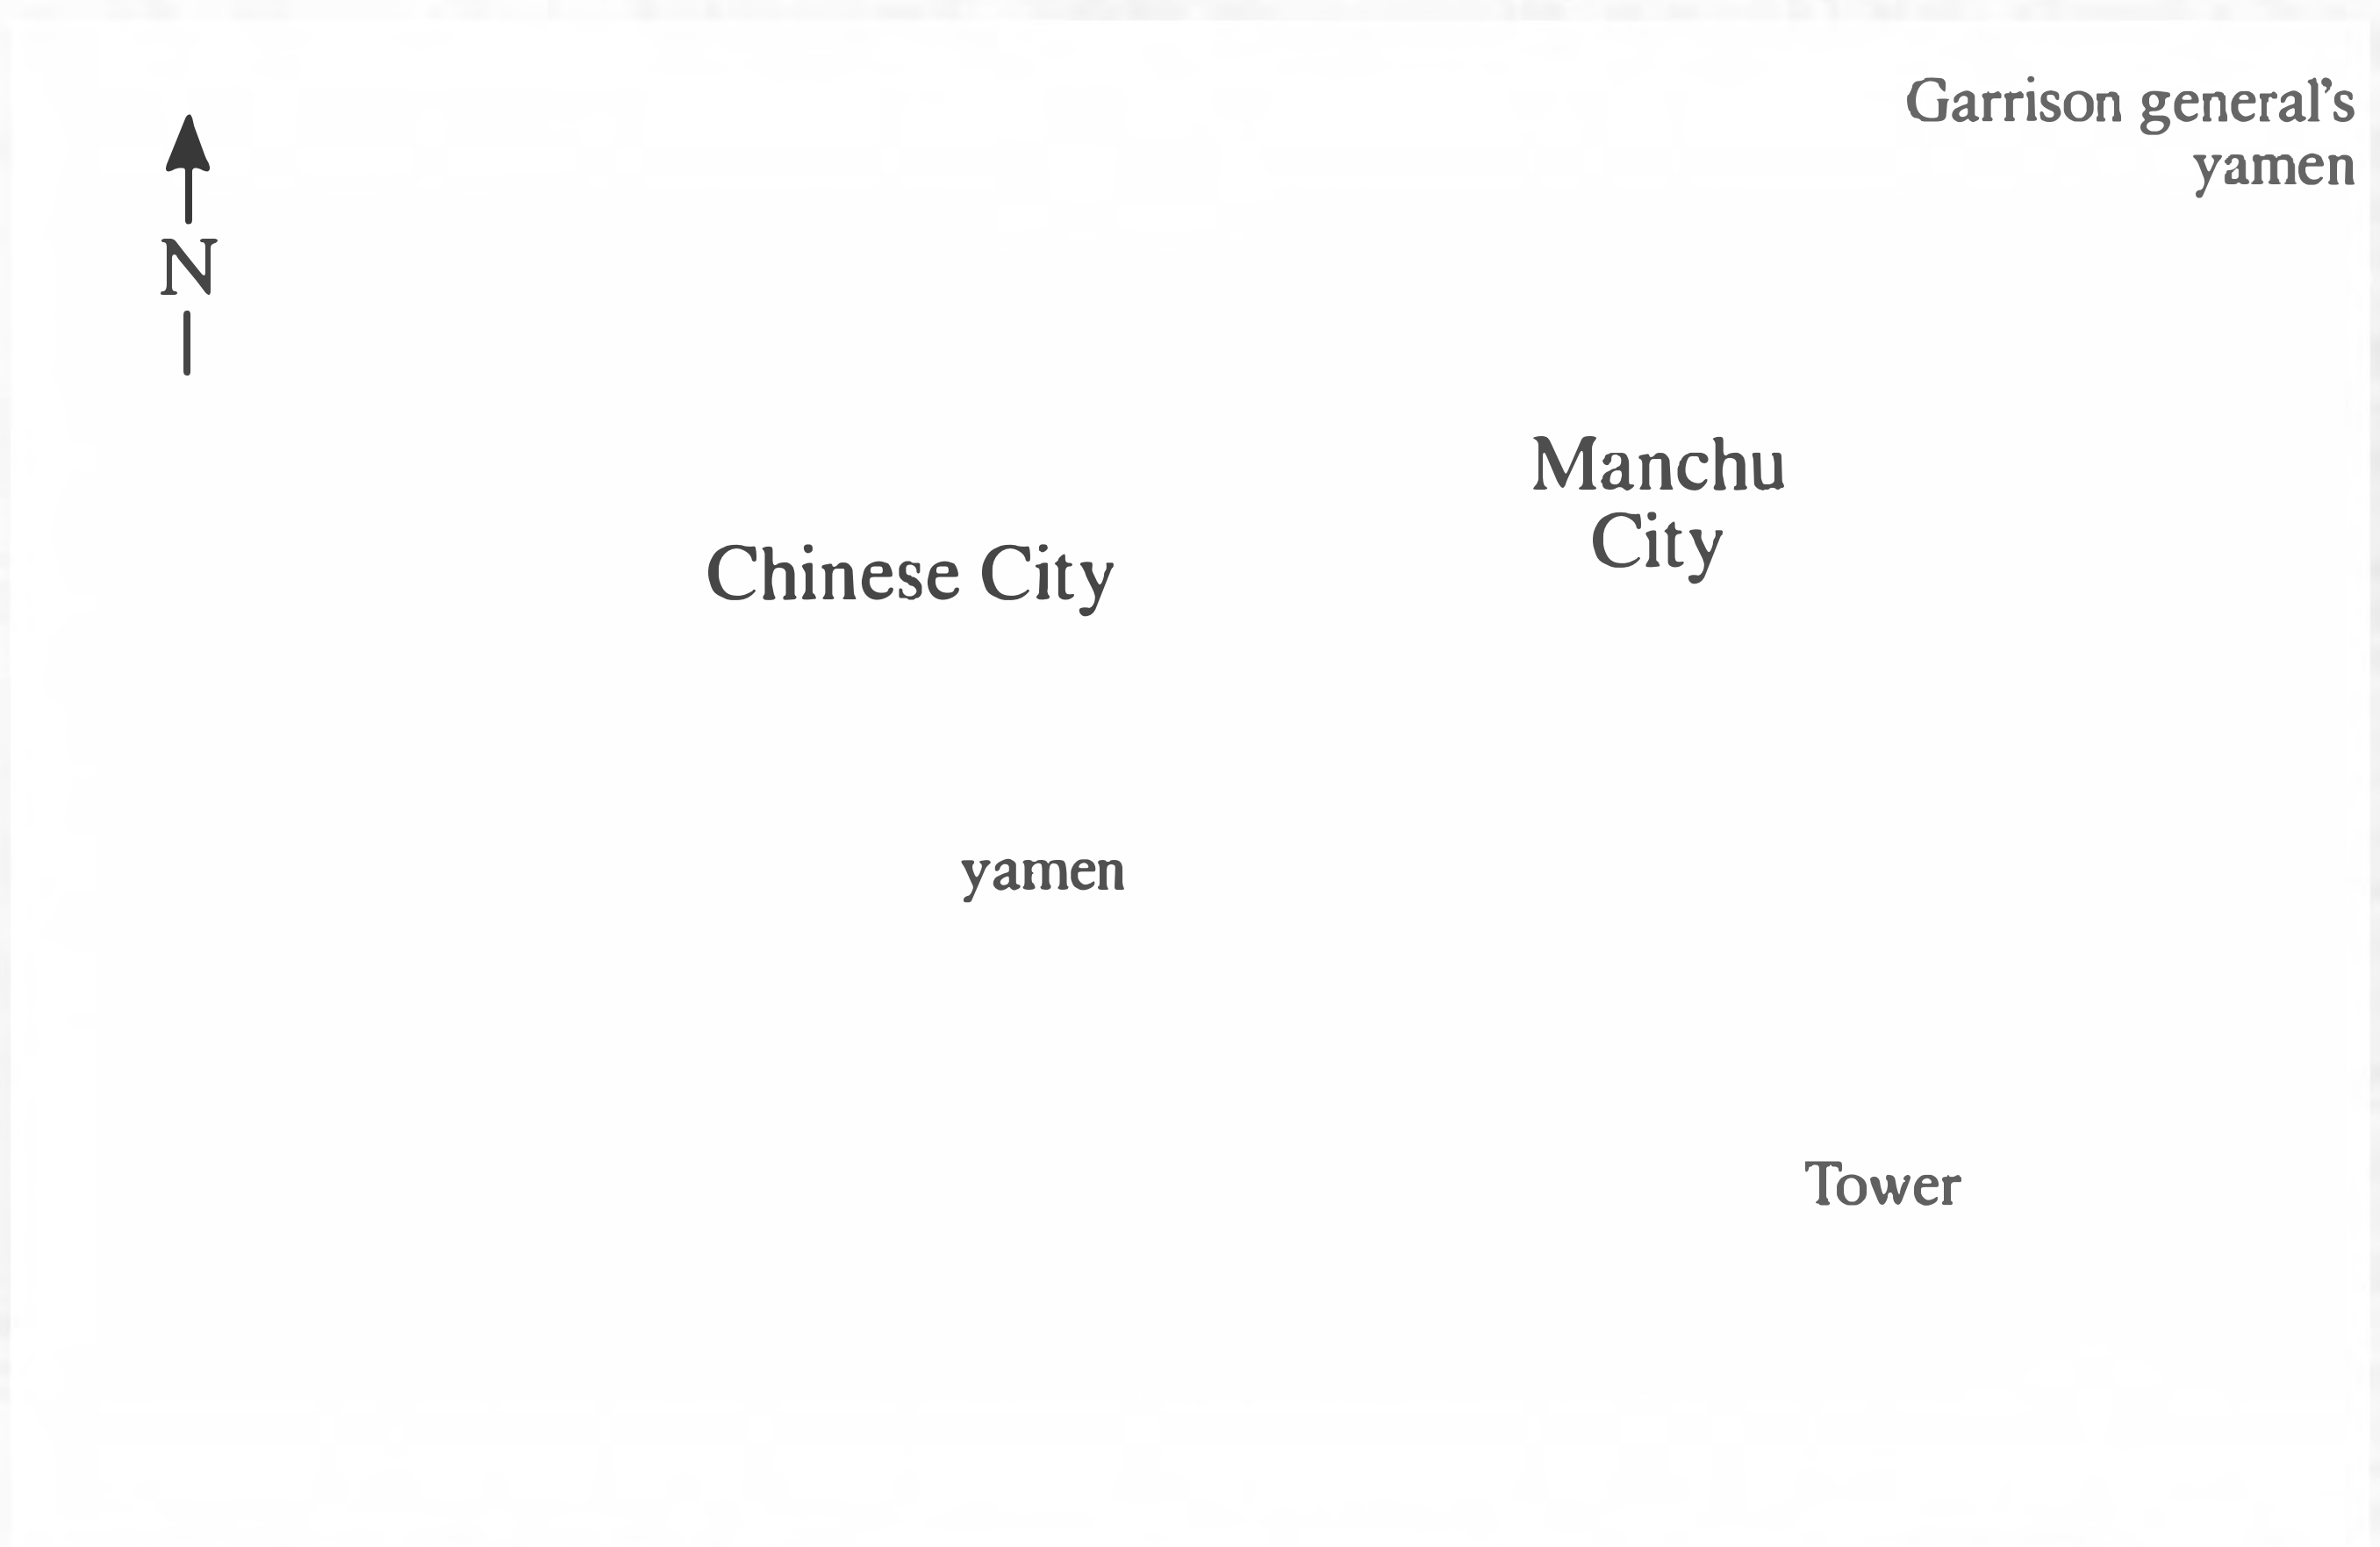 Garrison general's
yamen
N
Manchu
City
Chinese City
yamen
Tower